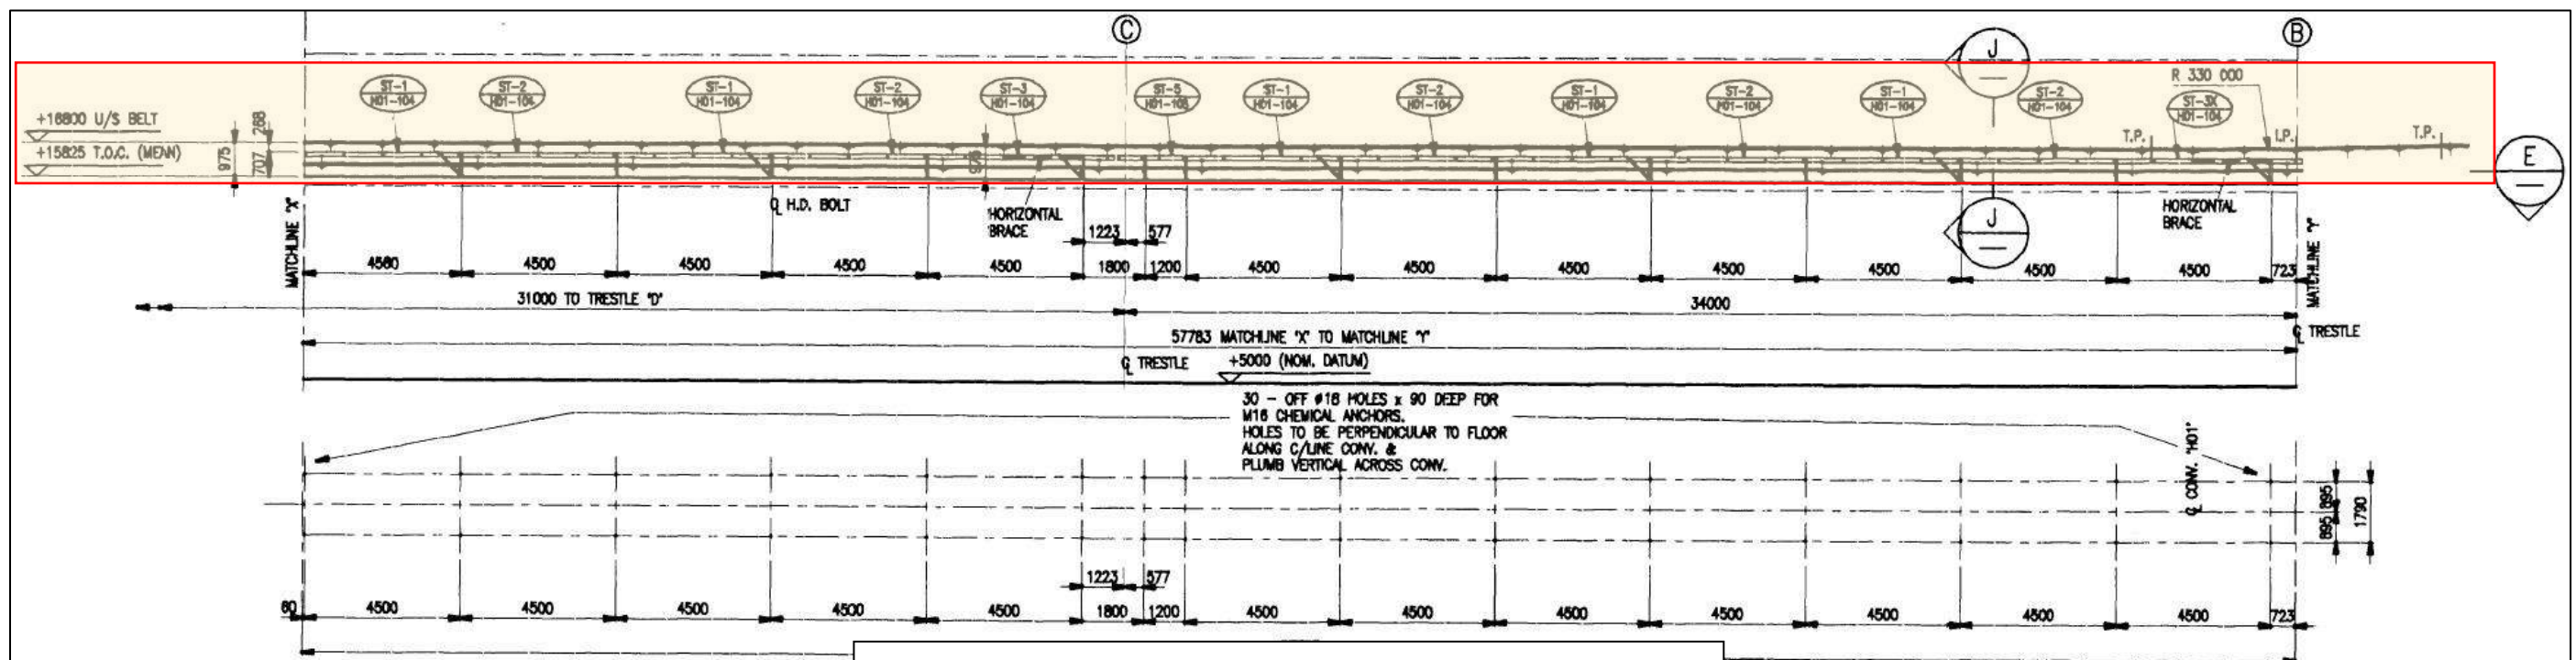 C
B
J
R 330 000
ST-1
H01-104
ST-2
H01-104
ST-1
H01-104
ST-2
H01-104
ST-3
H01-104
ST-5
ST-1
H01-104
ST-2
H01-104
ST-1
H01-104
ST-2
H01-104
ST-1
H01-104
ST-2
H01-104
ST-3X
H01-104
+16800 U/S BELT
268
+15825 T.O.C. (MEAN)
975
707
975
T.P.
I.P.
T.P.
E
MATCHLINE 'X'
H.D. BOLT
HORIZONTAL
BRACE
1223
577
J
HORIZONTAL
BRACE
MATCHLINE 'Y'
4560 4500 4500 4500 4500 1800 1200 4500 4500 4500 4500 4500 4500 4500 723
31000 TO TRESTLE 'D'
34000
57783 MATCHLINE 'X' TO MATCHLINE 'Y'
℄ TRESTLE
℄ TRESTLE
+5000 (NOM. DATUM)
30 - OFF ø18 HOLES x 90 DEEP FOR
M16 CHEMICAL ANCHORS.
HOLES TO BE PERPENDICULAR TO FLOOR
ALONG C/LINE CONV. &
PLUMB VERTICAL ACROSS CONV.
℄ CONV. 'H01'
895 895
1790
1223
577
60 4500 4500 4500 4500 4500 1800 1200 4500 4500 4500 4500 4500 4500 4500 723